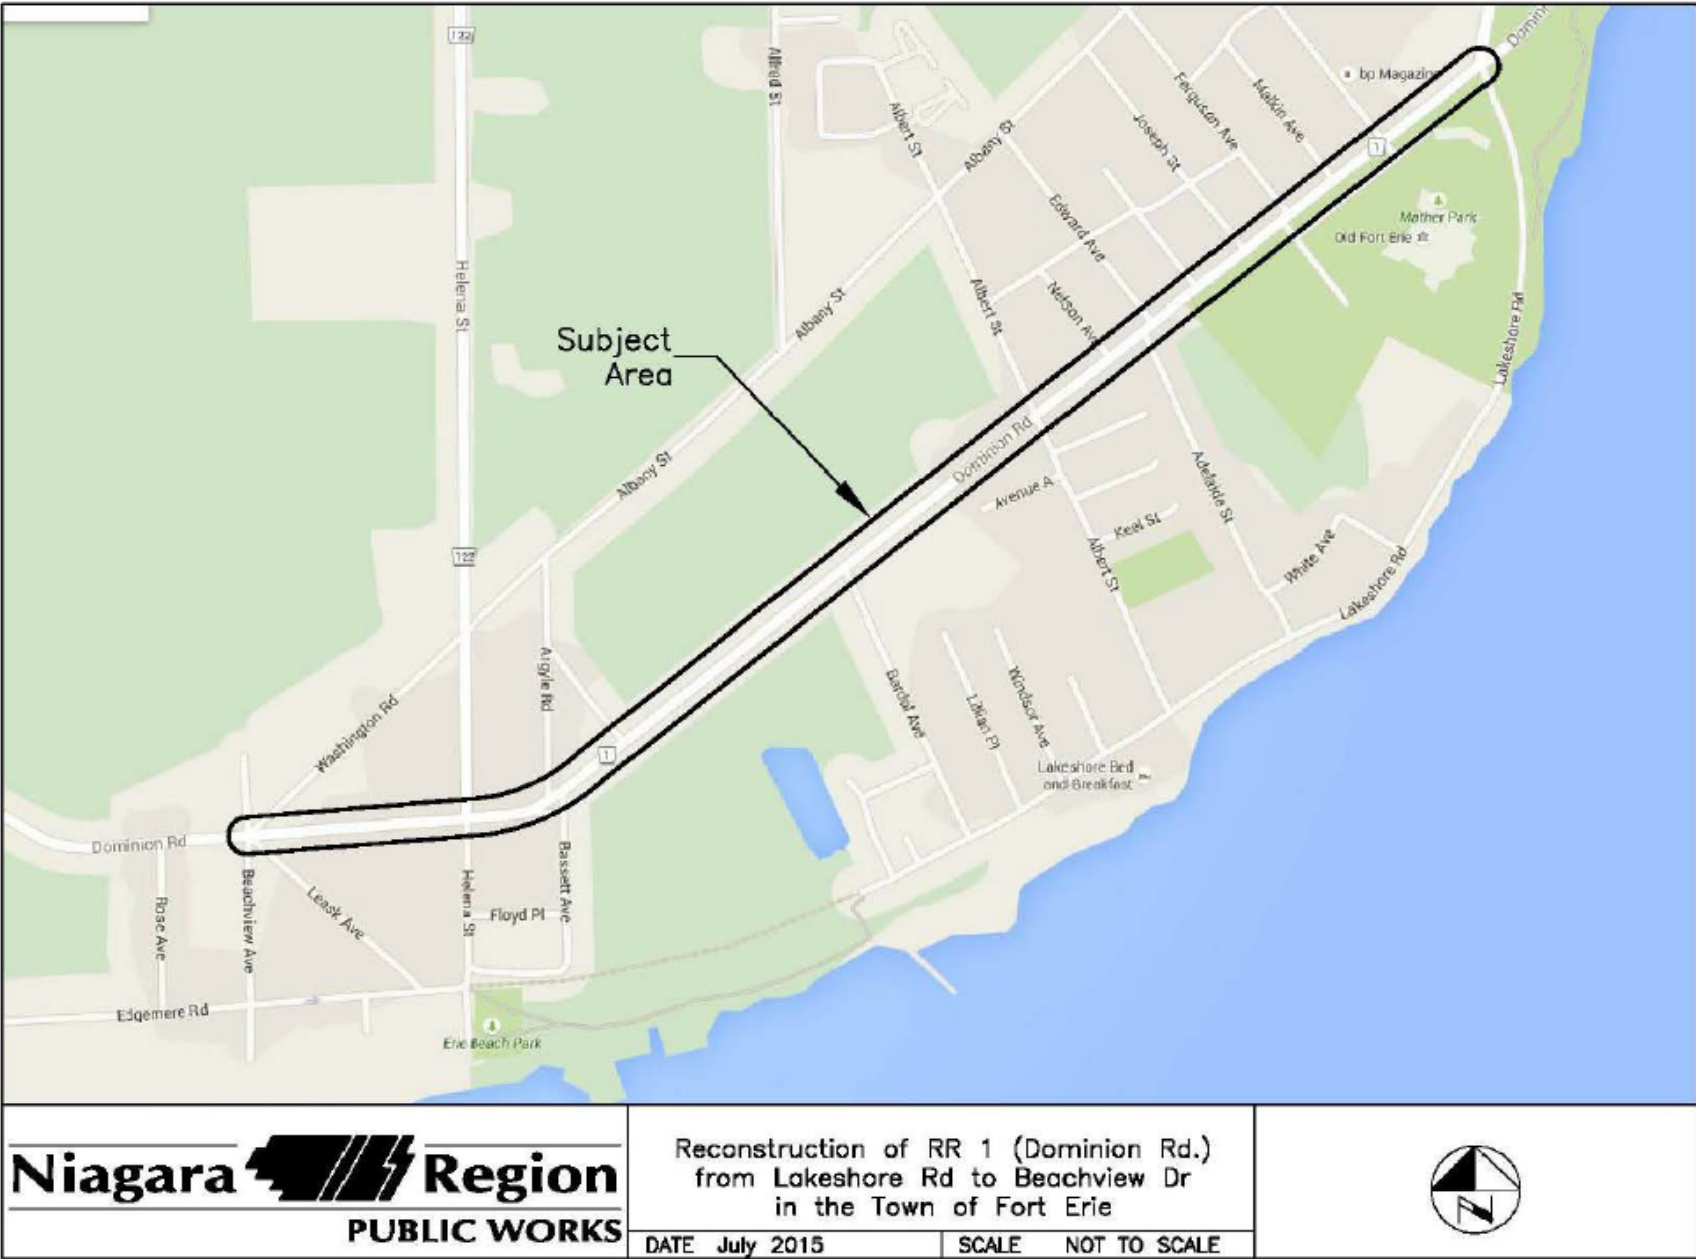 122
Alfred St
Domini
bp Magazin
Ferguson Ave
Malkin Ave
Albert St
Albany St
Joseph St
1
Mather Park
Old Fort Erie
Edward Ave
Helena St
Albert St
Nelson Av
Albany St
Lakeshore Rd
Subject
Area
Dominion Rd
Albany St
Avenue A
Adelaide St
Keel St
122
Albert St
White Ave
Lakeshore Rd
Argyle Rd
Bardol Ave
Windsor Ave
Lillian Pl
Washington Rd
1
Lakeshore Bed
and Breakfast
Dominion Rd
Rose Ave
Beachview Ave
Leask Ave
Helena St
Floyd Pl
Bassett Ave
Edgemere Rd
Erie Beach Park
Niagara Region
PUBLIC WORKS
Reconstruction of RR 1 (Dominion Rd.)
from Lakeshore Rd to Beachview Dr
in the Town of Fort Erie
DATE July 2015
SCALE NOT TO SCALE
N